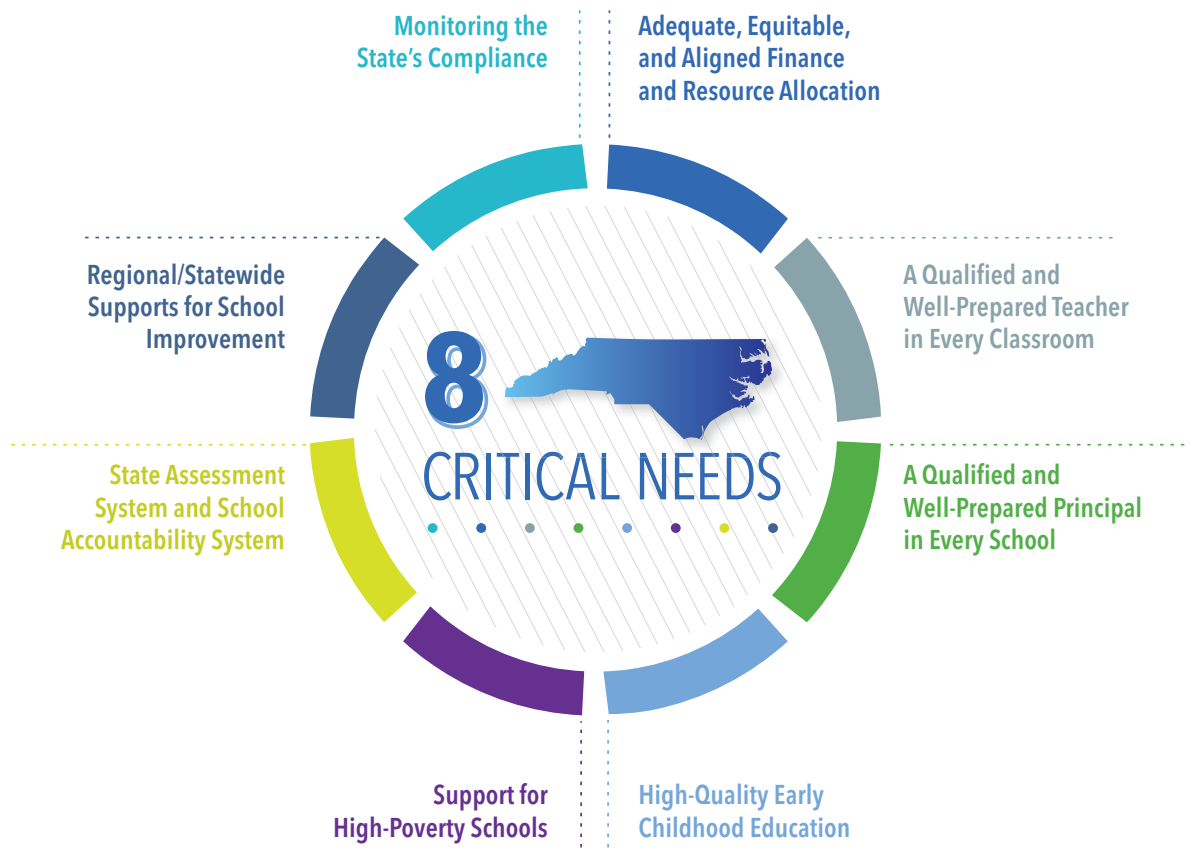 Monitoring the
State's Compliance
Adequate, Equitable,
and Aligned Finance
and Resource Allocation
Regional/Statewide
Supports for School
Improvement
A Qualified and
Well-Prepared Teacher
in Every Classroom
8
CRITICAL NEEDS
State Assessment
System and School
Accountability System
A Qualified and
Well-Prepared Principal
in Every School
Support for
High-Poverty Schools
High-Quality Early
Childhood Education